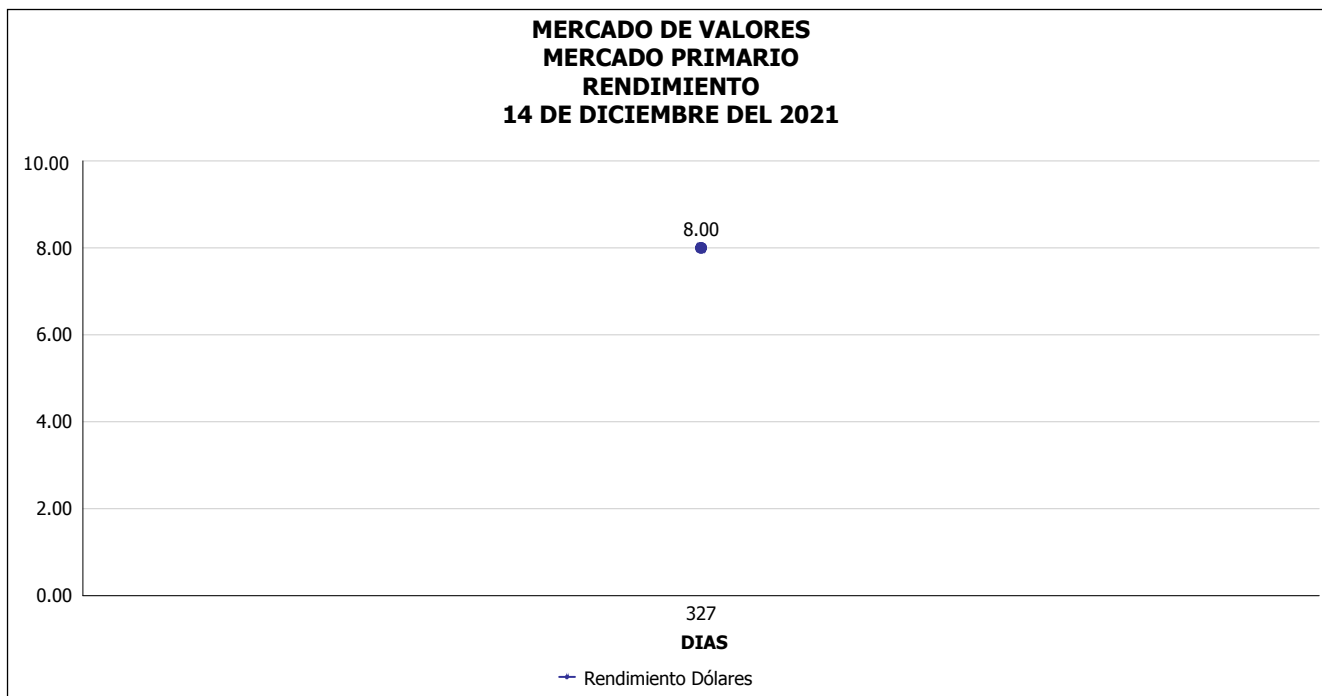 MERCADO DE VALORES
MERCADO PRIMARIO
RENDIMIENTO
14 DE DICIEMBRE DEL 2021
10.00
8.00
8.00
6.00
4.00
2.00
0.00
327
DIAS
Rendimiento Dólares